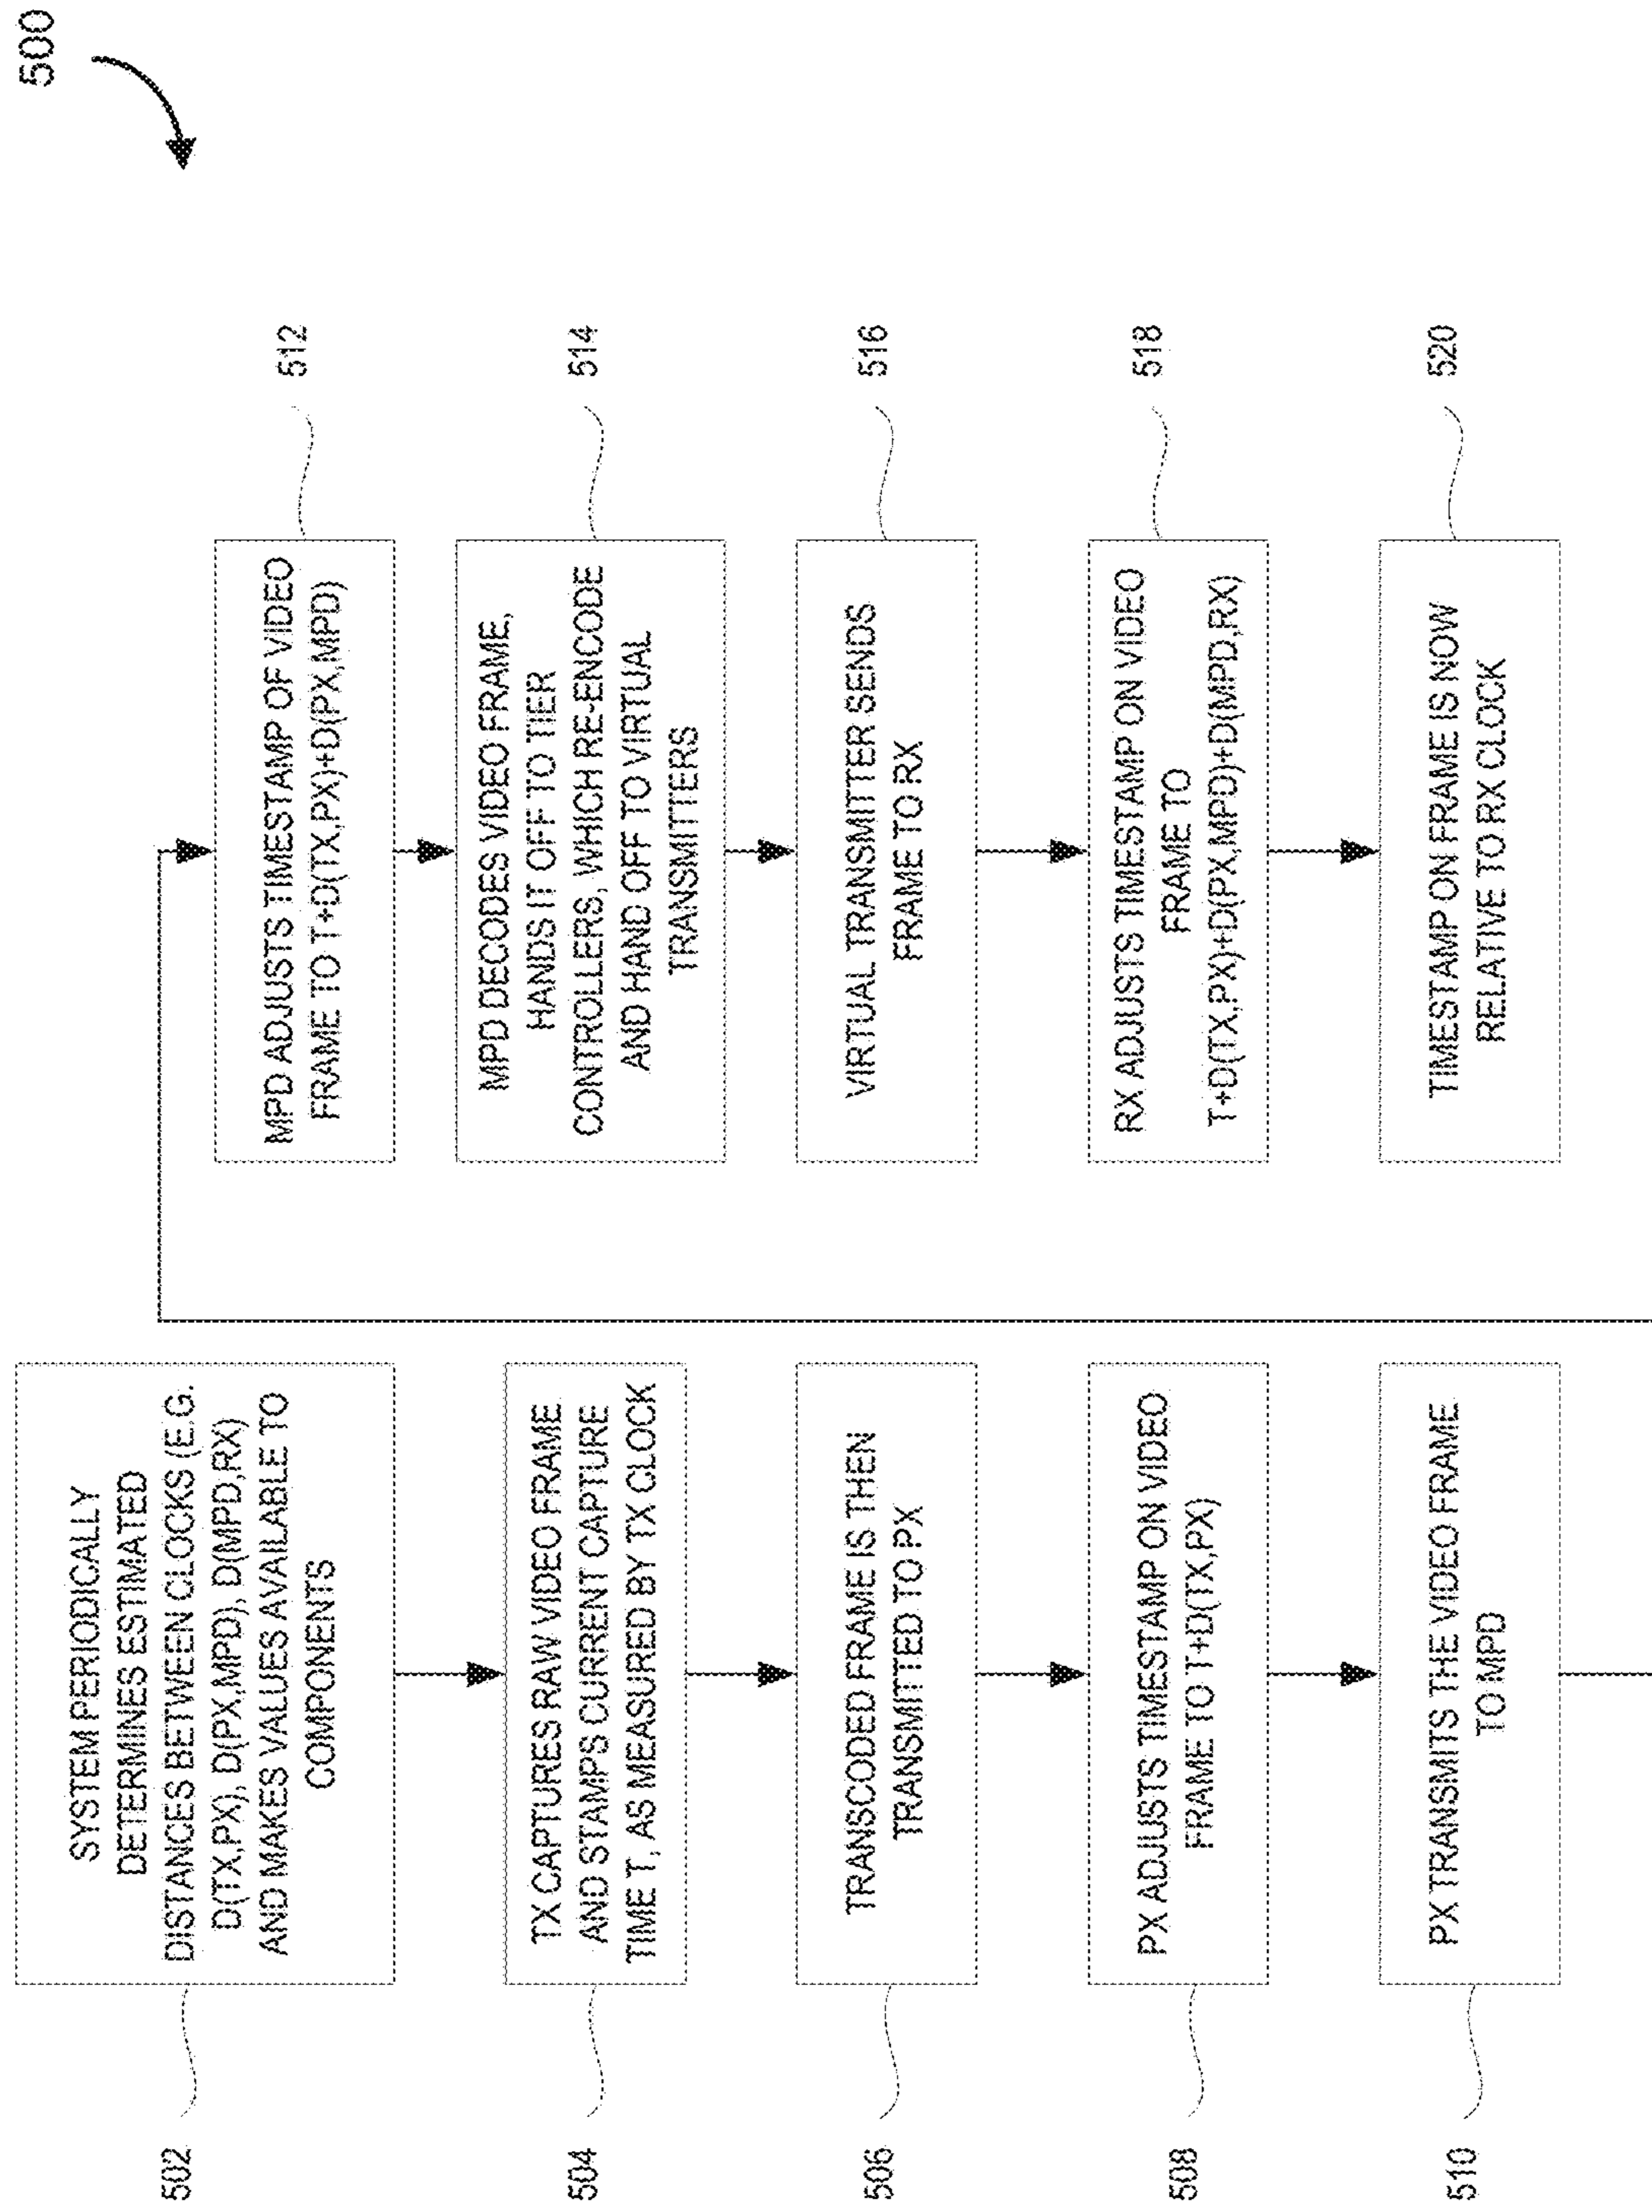 500
502
SYSTEM PERIODICALLY
DETERMINES ESTIMATED
DISTANCES BETWEEN CLOCKS (E.G.
D(TX,PX), D(PX,MPD), D(MPD,RX)
AND MAKES VALUES AVAILABLE TO
COMPONENTS
504
TX CAPTURES RAW VIDEO FRAME
AND STAMPS CURRENT CAPTURE
TIME T, AS MEASURED BY TX CLOCK
506
TRANSCODED FRAME IS THEN
TRANSMITTED TO PX
508
PX ADJUSTS TIMESTAMP ON VIDEO
FRAME TO T+D(TX,PX)
510
PX TRANSMITS THE VIDEO FRAME
TO MPD
MPD ADJUSTS TIMESTAMP OF VIDEO
FRAME TO T+D(TX,PX)+D(PX,MPD)
512
MPD DECODES VIDEO FRAME,
HANDS IT OFF TO TIER
CONTROLLERS, WHICH RE-ENCODE
AND HAND OFF TO VIRTUAL
TRANSMITTERS
514
VIRTUAL TRANSMITTER SENDS
FRAME TO RX
516
RX ADJUSTS TIMESTAMP ON VIDEO
FRAME TO
T+D(TX,PX)+D(PX,MPD)+D(MPD,RX)
518
TIMESTAMP ON FRAME IS NOW
RELATIVE TO RX CLOCK
520